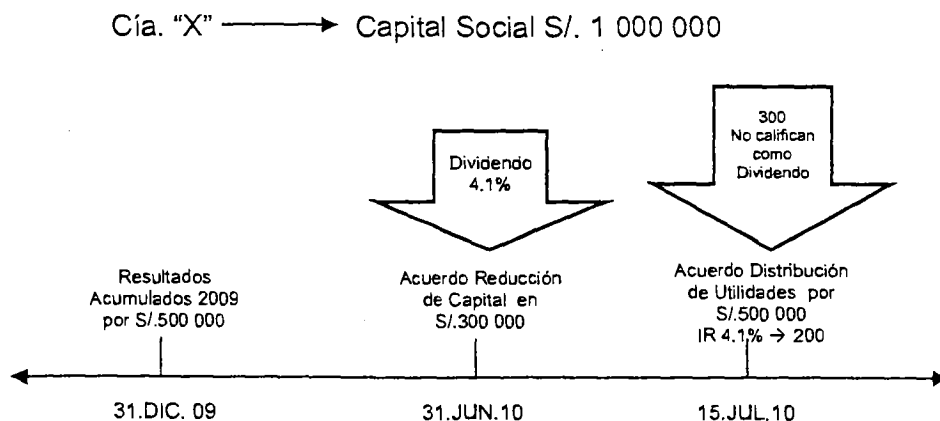 Cía. "X" → Capital Social S/. 1 000 000
Dividendo
4.1%
300
No califican
como
Dividendo
Resultados
Acumulados 2009
por S/.500 000
Acuerdo Reducción
de Capital en
S/.300 000
Acuerdo Distribución
de Utilidades por
S/.500 000
IR 4.1% → 200
31.DIC. 09
31.JUN.10
15.JUL.10